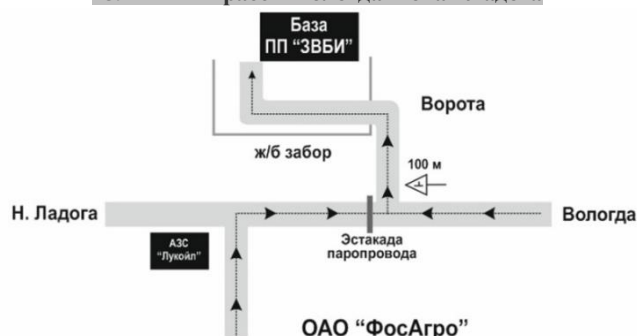 База
ПП “ЗВБИ”
Ворота
ж/б забор
100 м
Н. Ладога
Вологда
АЗС
“Лукойл”
Эстакада
паропровода
ОАО “ФосАгро”